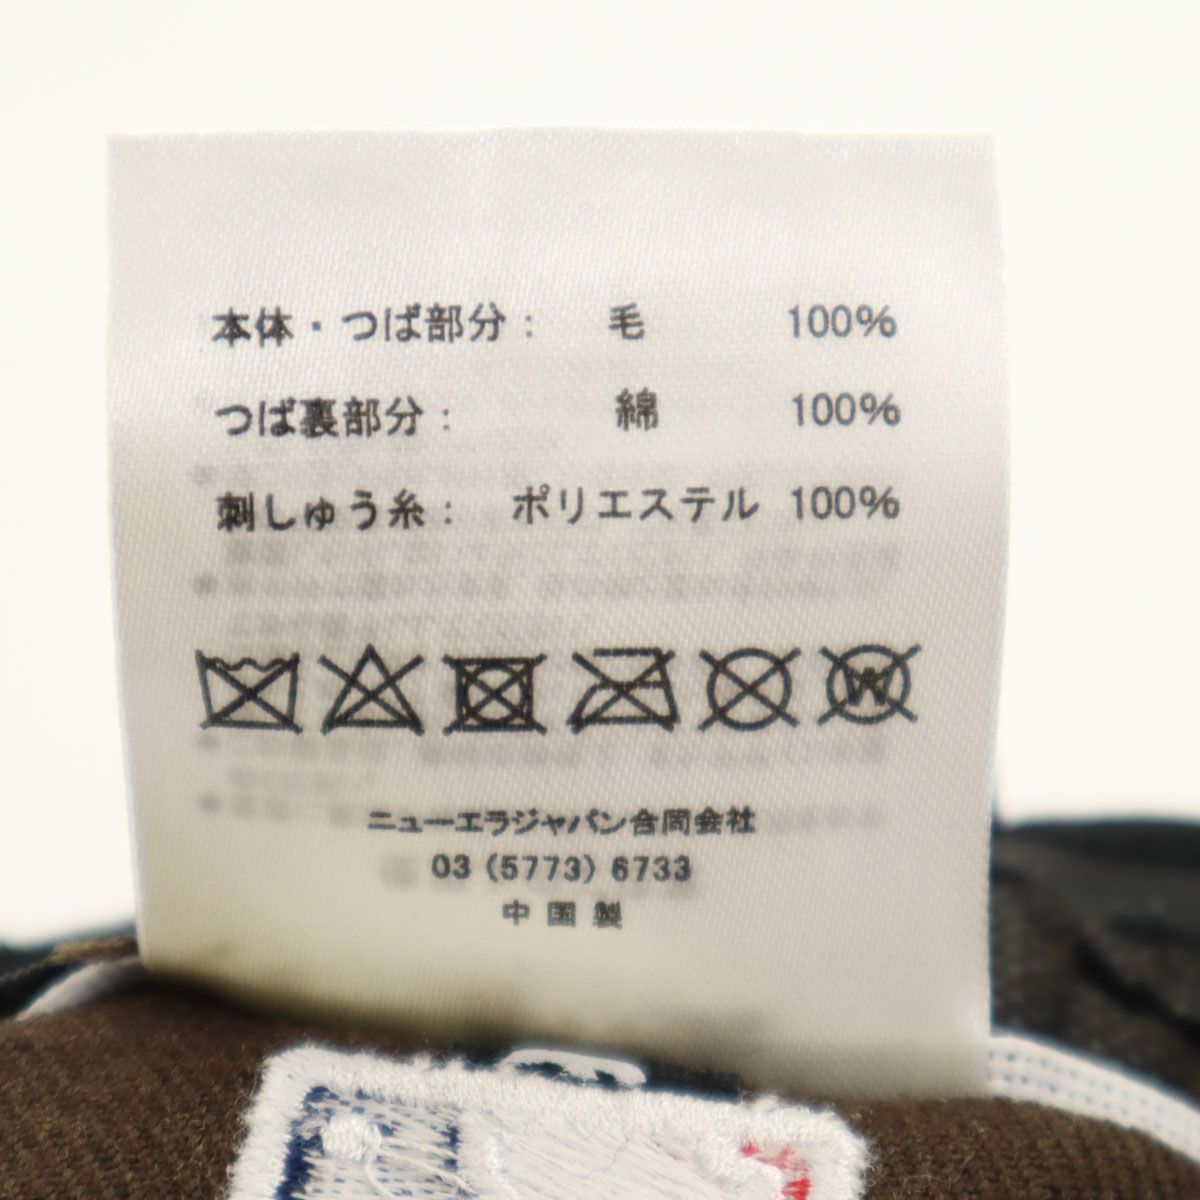 本体・つば部分: 毛 100%
つば裏部分: 綿 100%
刺しゅう糸: ポリエステル 100%
W
ニューエラジャパン合同会社
03 (5773) 6733
中国製